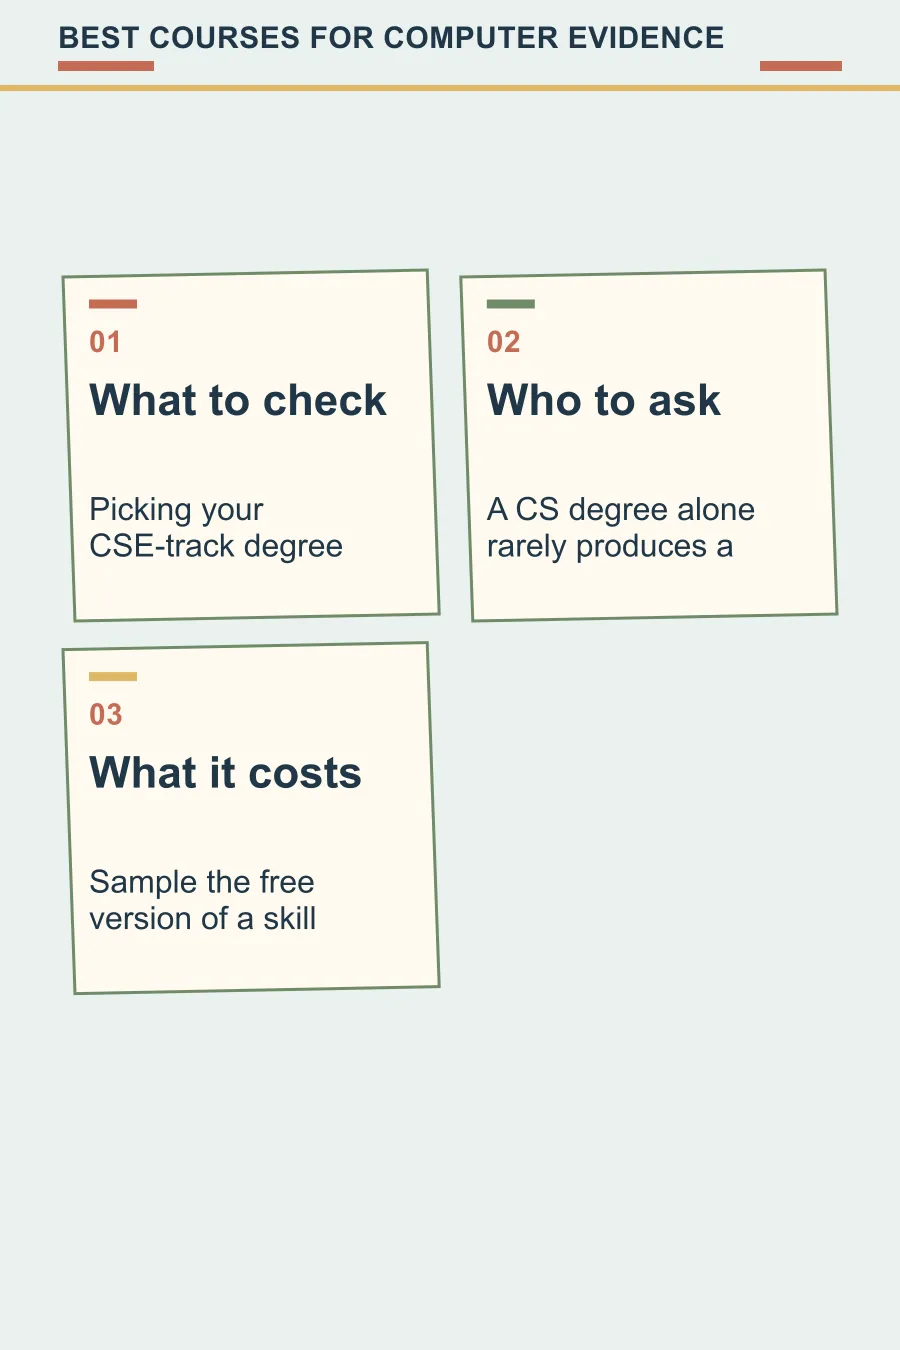 BEST COURSES FOR COMPUTER EVIDENCE
01
What to check
Picking your
CSE-track degree
02
Who to ask
A CS degree alone
rarely produces a
03
What it costs
Sample the free
version of a skill